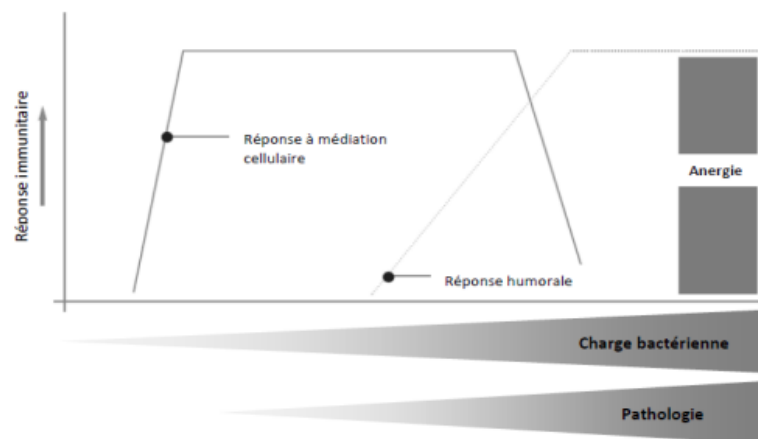 Réponse immunitaire
Réponse à médiation
cellulaire
Anergie
Réponse humorale
Charge bactérienne
Pathologie